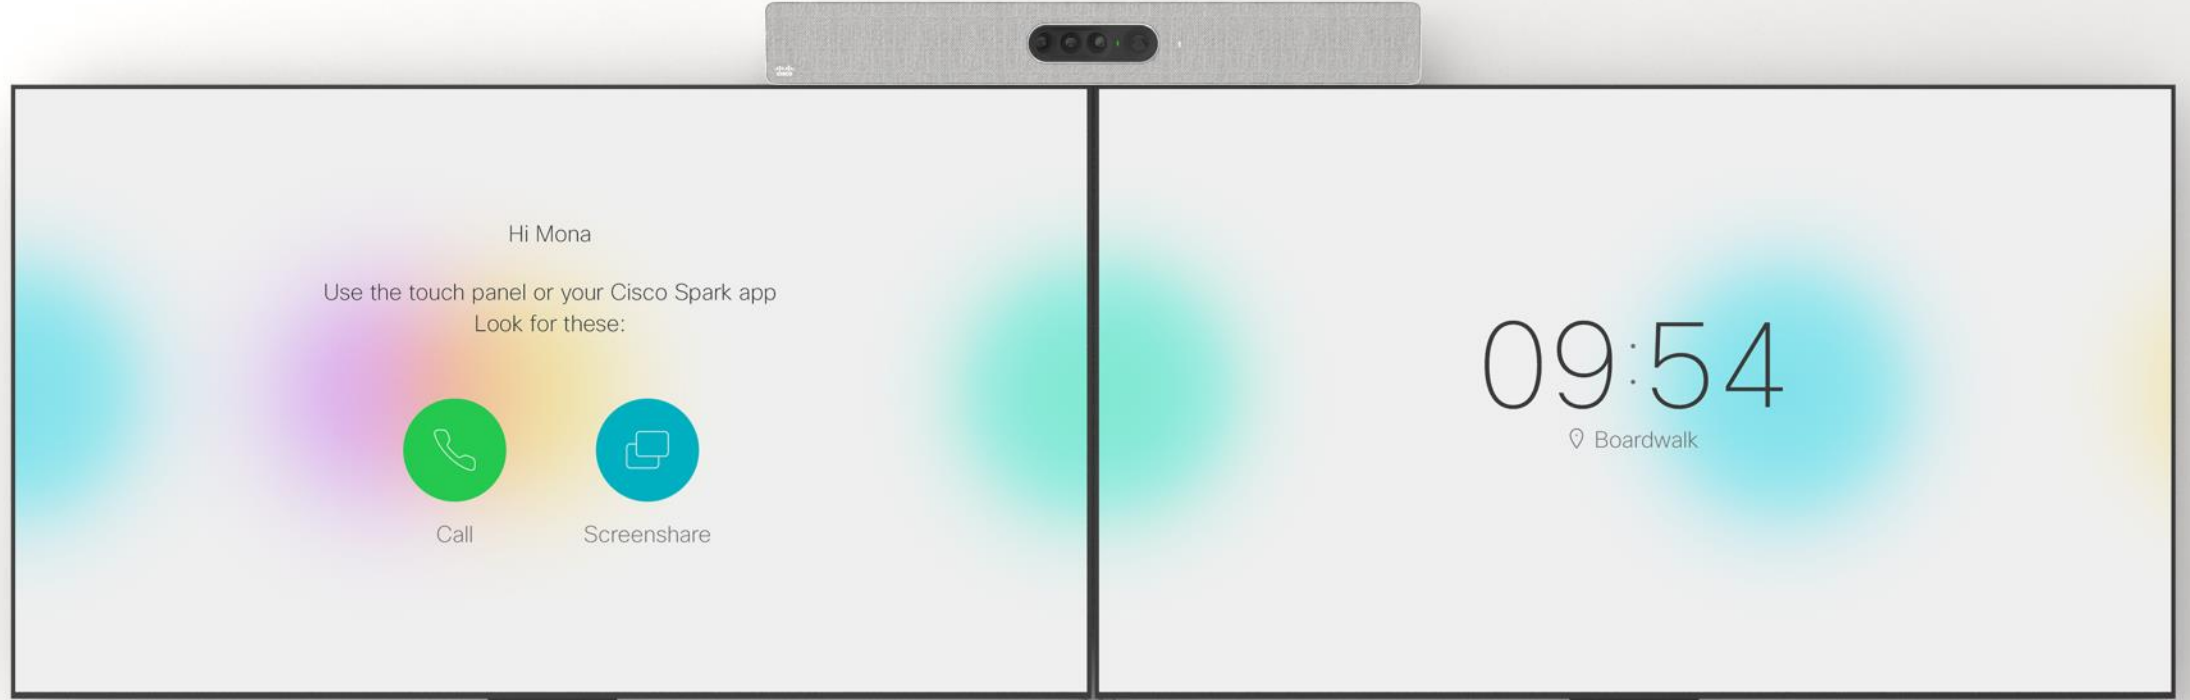 Hi Mona
Use the touch panel or your Cisco Spark app
Look for these:
Call
Screenshare
09:54
Boardwalk